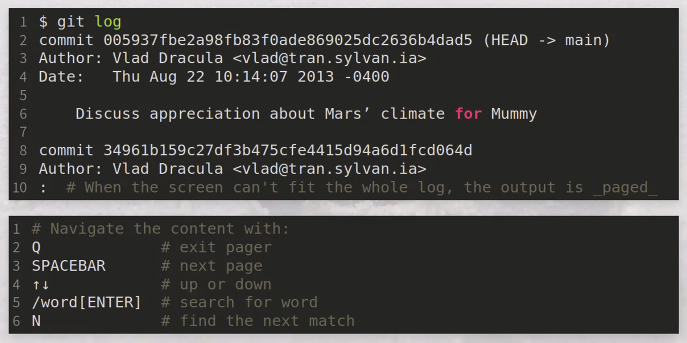 1 $ git log
2 commit 005937fbe2a98fb83f0ade869025dc2636b4dad5 (HEAD -> main)
3 Author: Vlad Dracula <vlad@tran.sylvan.ia>
4 Date:   Thu Aug 22 10:14:07 2013 -0400
5
6     Discuss appreciation about Mars’ climate for Mummy
7
8 commit 34961b159c27df3b475cfe4415d94a6d1fcd064d
9 Author: Vlad Dracula <vlad@tran.sylvan.ia>
10 :  # When the screen can't fit the whole log, the output is _paged_
1 # Navigate the content with:
2 Q             # exit pager
3 SPACEBAR      # next page
4 ↑↓            # up or down
5 /word[ENTER]  # search for word
6 N             # find the next match